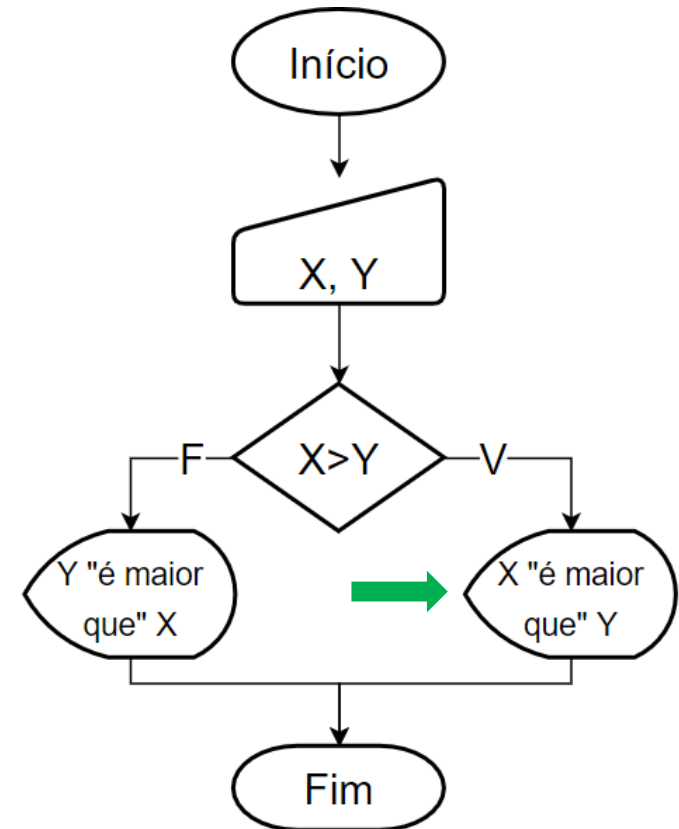 Início
X, Y
X>Y
F
V
Y "é maior
que" X
X "é maior
que" Y
Fim